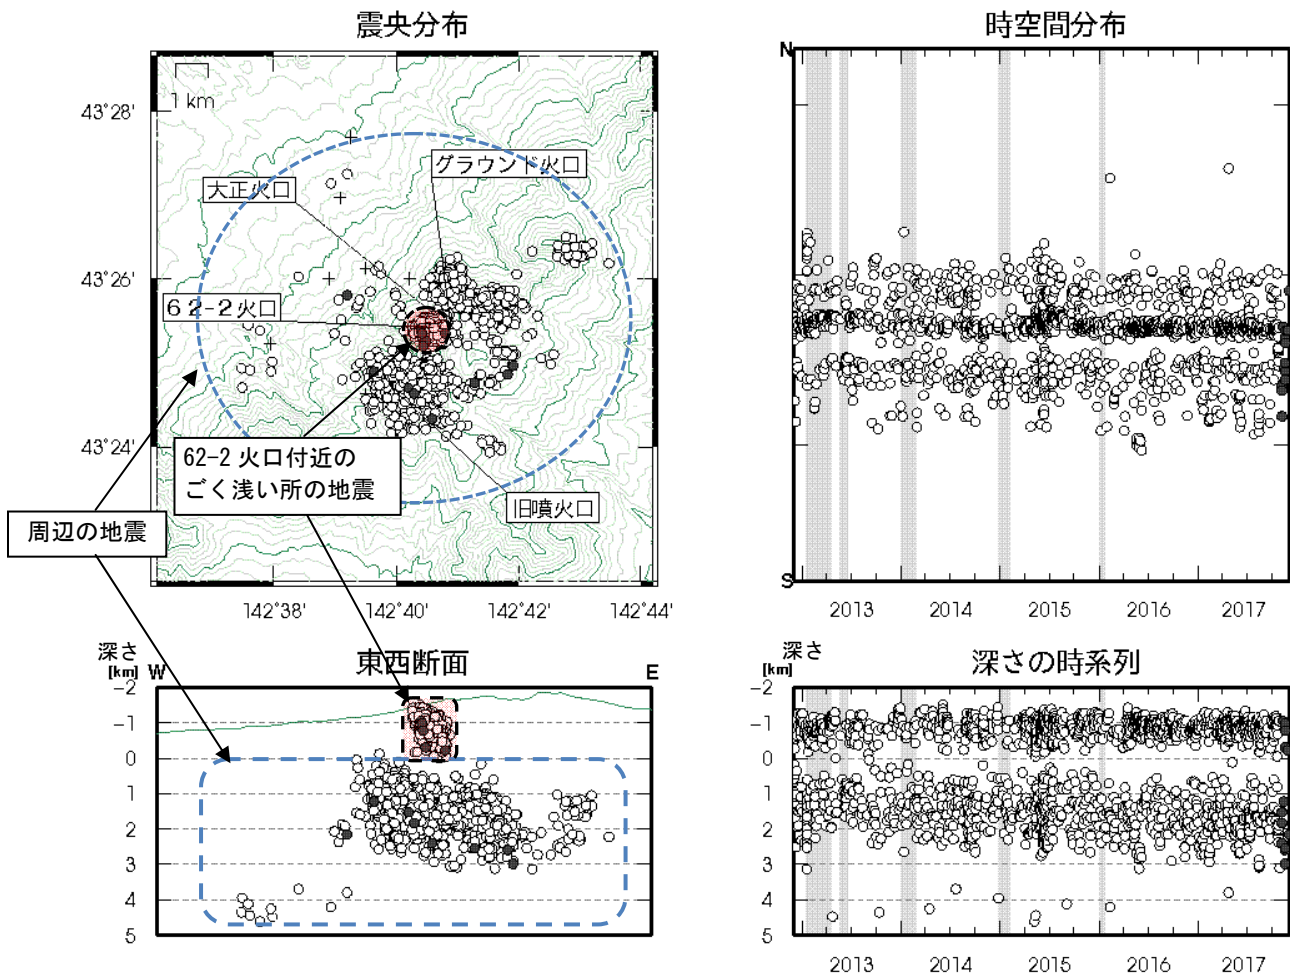 震央分布
1 km
43°28'
43°26'
43°24'
グラウンド火口
大正火口
62-2火口
62-2 火口付近の
ごく浅い所の地震
旧噴火口
周辺の地震
142°38' 142°40' 142°42' 142°44'
時空間分布
N
S
2013 2014 2015 2016 2017
東西断面
深さ
[km]
W
E
-2
-1
0
1
2
3
4
5
深さの時系列
深さ
[km]
-2
-1
0
1
2
3
4
5
2013 2014 2015 2016 2017